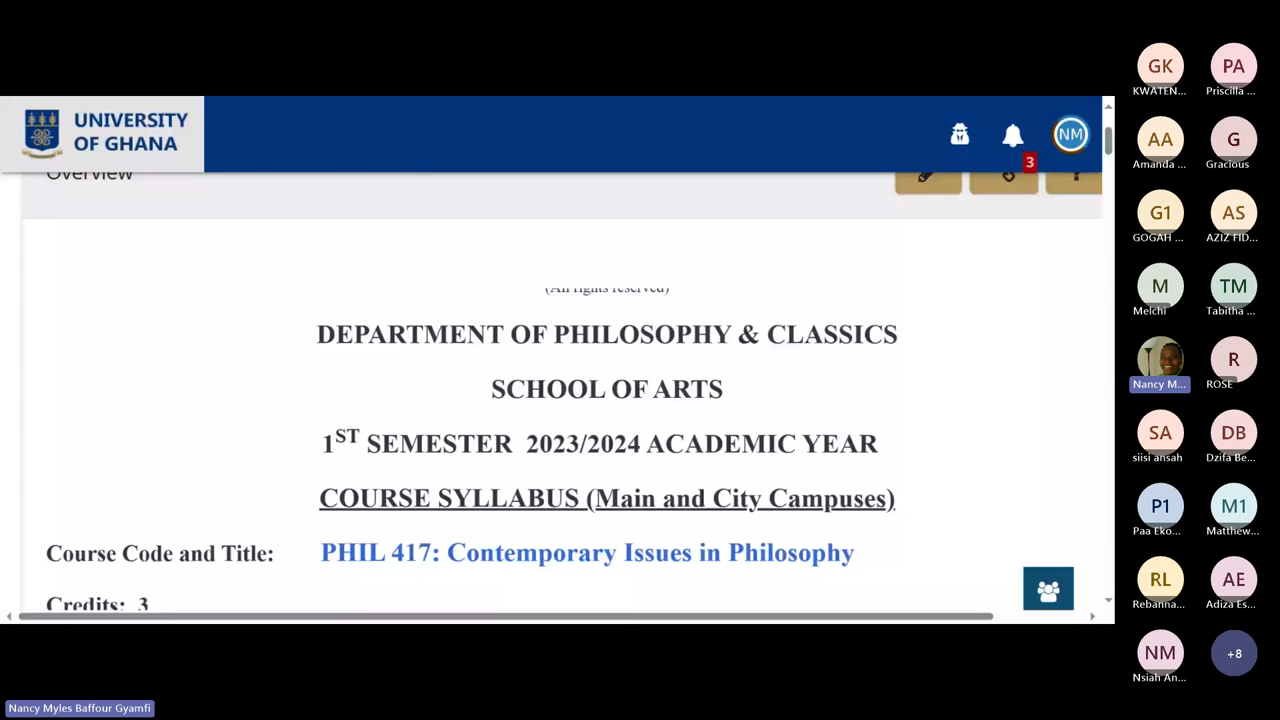 UNIVERSITY
OF GHANA
NM
3
Overview
(All rights reserved)
DEPARTMENT OF PHILOSOPHY & CLASSICS
SCHOOL OF ARTS
1ST SEMESTER 2023/2024 ACADEMIC YEAR
COURSE SYLLABUS (Main and City Campuses)
Course Code and Title: PHIL 417: Contemporary Issues in Philosophy
Credits: 3
GK PA
KWATEN... Priscilla ...
AA G
Amanda ... Gracious
G1 AS
GOGAH ... AZIZ FID...
M TM
Melchi Tabitha ...
R
Nancy M... ROSE
SA DB
siisi ansah Dzifa Be...
P1 M1
Paa Eko... Matthew...
RL AE
Rebanna... Adiza Es...
NM +8
Nsiah An...
Nancy Myles Baffour Gyamfi